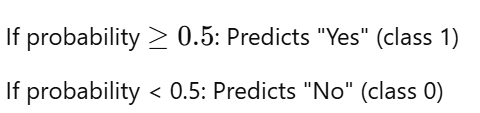 If probability ≥ 0.5: Predicts "Yes" (class 1)
If probability < 0.5: Predicts "No" (class 0)